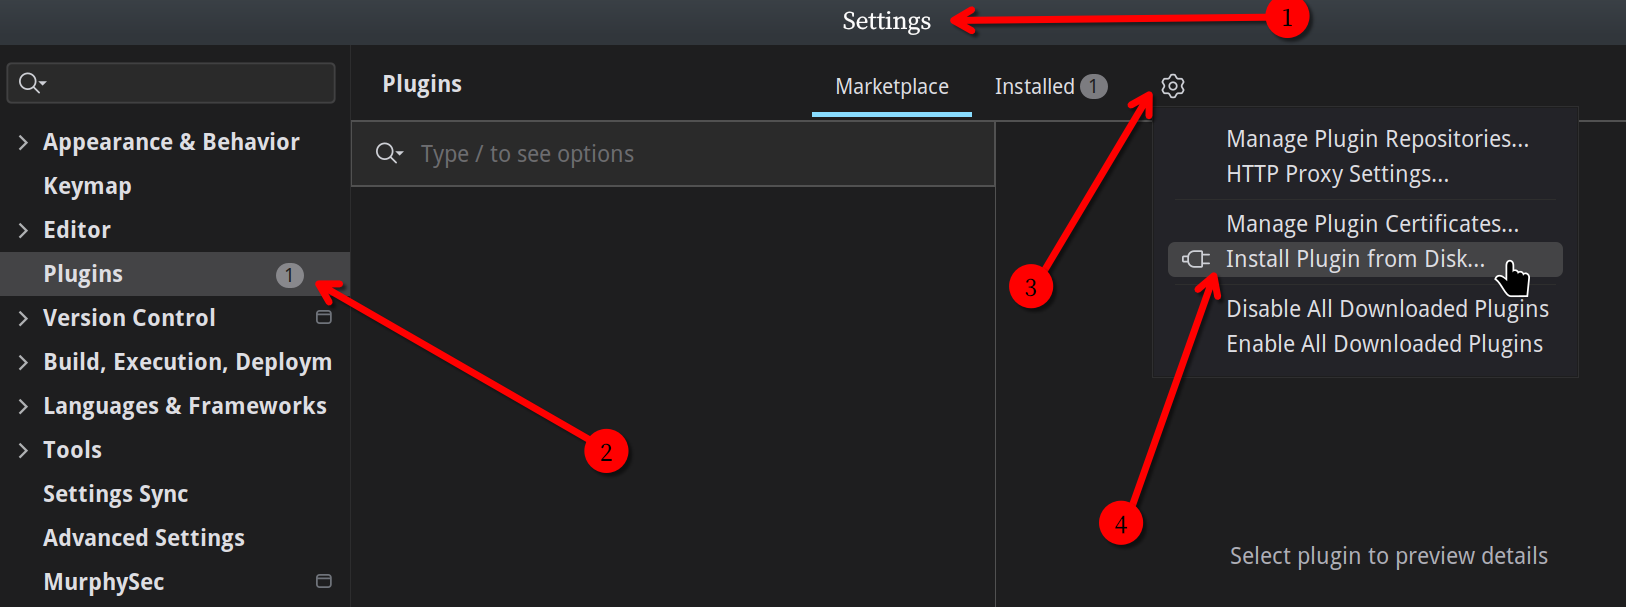 Settings
1
Plugins
Marketplace
Installed 1
Type / to see options
Appearance & Behavior
Keymap
Editor
Plugins 1
Version Control
Build, Execution, Deploym
Languages & Frameworks
Tools
Settings Sync
Advanced Settings
MurphySec
2
3
Manage Plugin Repositories...
HTTP Proxy Settings...
Manage Plugin Certificates...
Install Plugin from Disk...
Disable All Downloaded Plugins
Enable All Downloaded Plugins
4
Select plugin to preview details